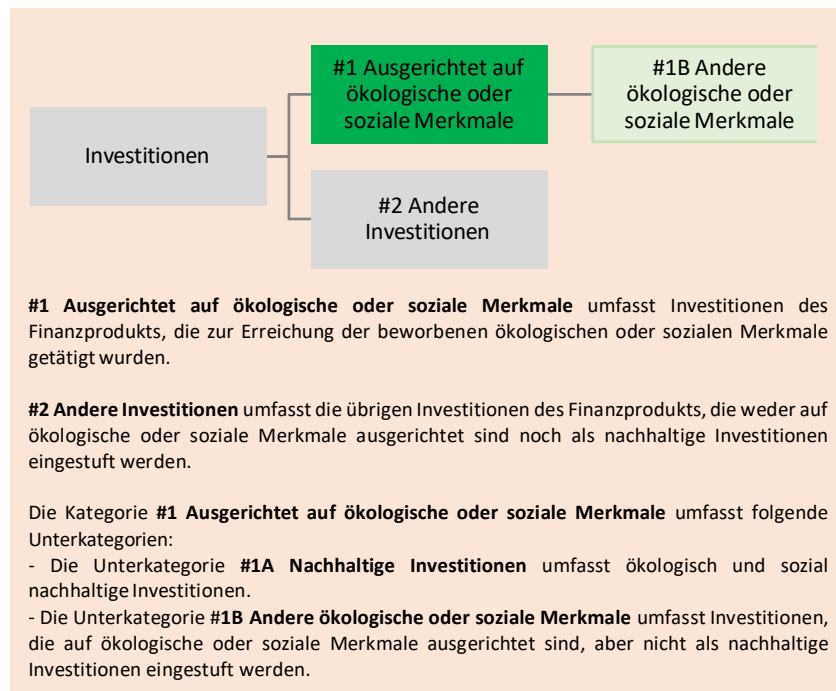 #1 Ausgerichtet auf
ökologische oder
soziale Merkmale
#1B Andere
ökologische oder
soziale Merkmale
Investitionen
#2 Andere
Investitionen
#1 Ausgerichtet auf ökologische oder soziale Merkmale umfasst Investitionen des
Finanzprodukts, die zur Erreichung der beworbenen ökologischen oder sozialen Merkmale
getätigt wurden.
#2 Andere Investitionen umfasst die übrigen Investitionen des Finanzprodukts, die weder auf
ökologische oder soziale Merkmale ausgerichtet sind noch als nachhaltige Investitionen
eingestuft werden.
Die Kategorie #1 Ausgerichtet auf ökologische oder soziale Merkmale umfasst folgende
Unterkategorien:
- Die Unterkategorie #1A Nachhaltige Investitionen umfasst ökologisch und sozial
nachhaltige Investitionen.
- Die Unterkategorie #1B Andere ökologische oder soziale Merkmale umfasst Investitionen,
die auf ökologische oder soziale Merkmale ausgerichtet sind, aber nicht als nachhaltige
Investitionen eingestuft werden.